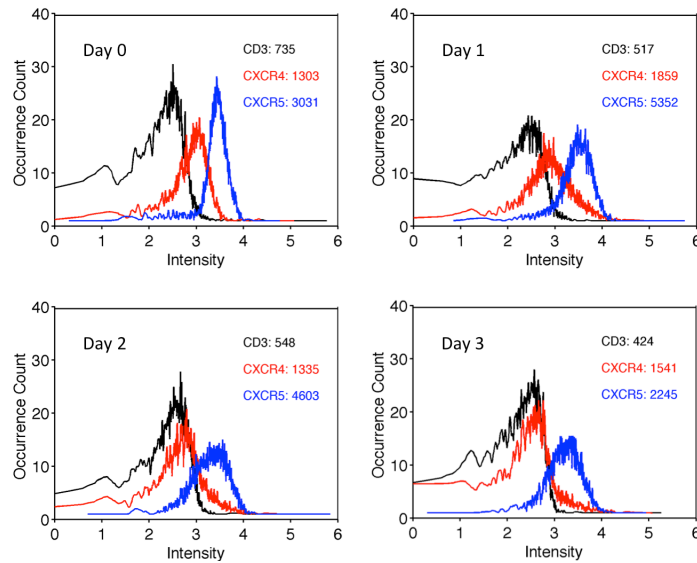 Day 0
CD3: 735
CXCR4: 1303
CXCR5: 3031
Occurrence Count
40
30
20
10
0
0 1 2 3 4 5 6
Intensity
Day 1
CD3: 517
CXCR4: 1859
CXCR5: 5352
Occurrence Count
40
30
20
10
0
0 1 2 3 4 5 6
Intensity
Day 2
CD3: 548
CXCR4: 1335
CXCR5: 4603
Occurrence Count
40
30
20
10
0
0 1 2 3 4 5 6
Intensity
Day 3
CD3: 424
CXCR4: 1541
CXCR5: 2245
Occurrence Count
40
30
20
10
0
0 1 2 3 4 5 6
Intensity